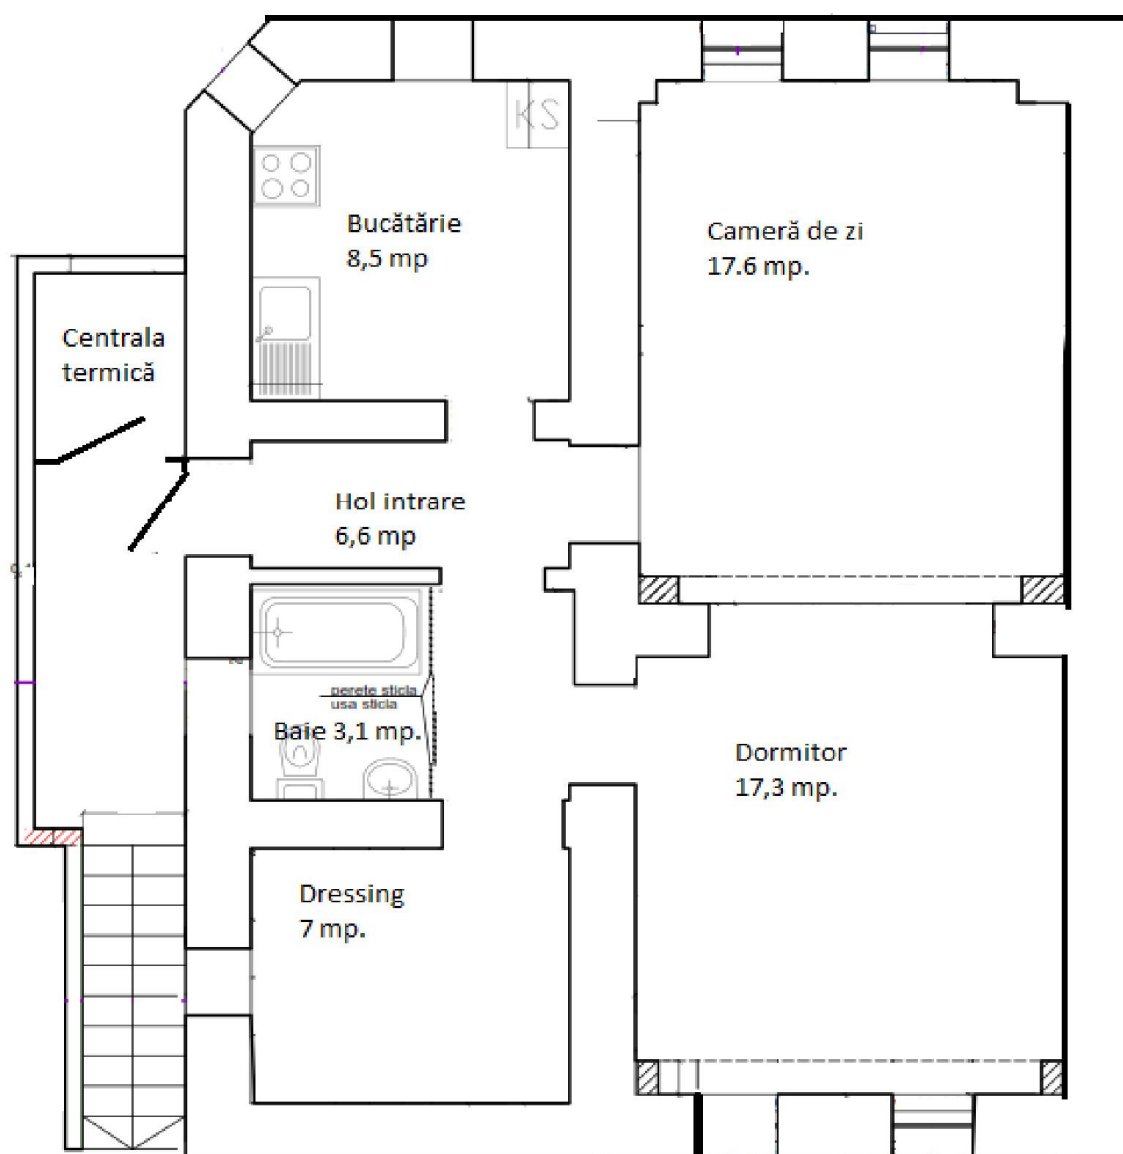 KS
Bucătărie
8,5 mp
Cameră de zi
17.6 mp.
Centrala
termică
Hol intrare
6,6 mp
perete sticla
usa sticla
Baie 3,1 mp.
Dormitor
17,3 mp.
Dressing
7 mp.